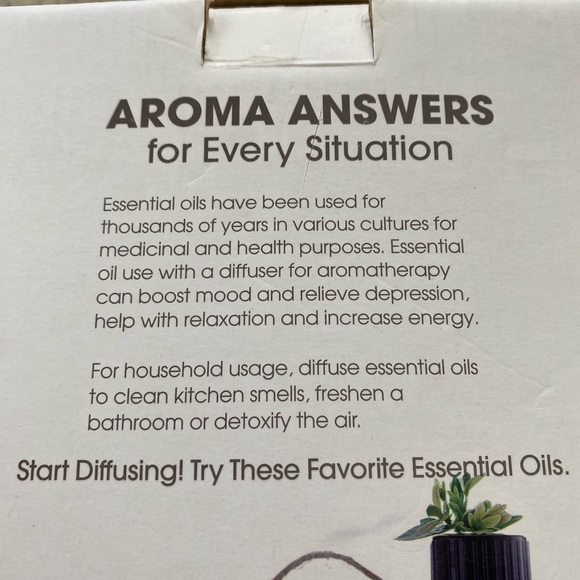 AROMA ANSWERS
for Every Situation
Essential oils have been used for
thousands of years in various cultures for
medicinal and health purposes. Essential
oil use with a diffuser for aromatherapy
can boost mood and relieve depression,
help with relaxation and increase energy.
For household usage, diffuse essential oils
to clean kitchen smells, freshen a
bathroom or detoxify the air.
Start Diffusing! Try These Favorite Essential Oils.